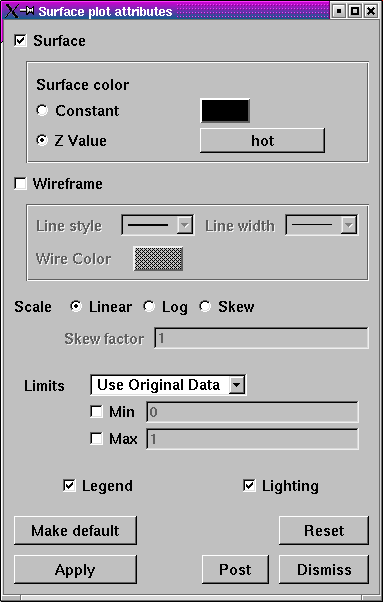 Surface plot attributes
Surface
Surface color
Constant
Z Value hot
Wireframe
Line style Line width
Wire Color
Scale Linear Log Skew
Skew factor 1
Limits Use Original Data
Min 0
Max 1
Legend Lighting
Make default Reset
Apply Post Dismiss